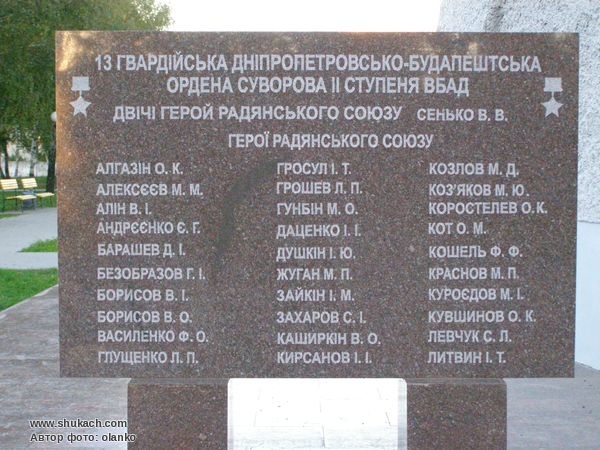 13 ГВАРДІЙСЬКА ДНІПРОПЕТРОВСЬКО-БУДАПЕШТСЬКА
ОРДЕНА СУВОРОВА ІІ СТУПЕНЯ ВБАД
ДВІЧІ ГЕРОЙ РАДЯНСЬКОГО СОЮЗУ СЕНЬКО В. В.
ГЕРОЇ РАДЯНСЬКОГО СОЮЗУ
АЛГАЗІН О. К.
АЛЕКСЄЄВ М. М.
АЛІН В. І.
АНДРЄЄНКО Є. Г.
БАРАШЕВ Д. І.
БЕЗОБРАЗОВ Г. І.
БОРИСОВ В. І.
БОРИСОВ В. О.
ВАСИЛЕНКО Ф. О.
ГЛУЩЕНКО Л. П.
ГРОСУЛ І. Т.
ГРОШЕВ Л. П.
ГУНБІН М. О.
ДАЦЕНКО І. І.
ДУШКІН І. Ю.
ЖУГАН М. П.
ЗАЙКІН І. М.
ЗАХАРОВ С. І.
КАШИРКІН В. О.
КИРСАНОВ І. І.
КОЗЛОВ М. Д.
КОЗ'ЯКОВ М. Ю.
КОРОСТЕЛЕВ О. К.
КОТ О. М.
КОШЕЛЬ Ф. Ф.
КРАСНОВ М. П.
КУРОЄДОВ М. І.
КУВШИНОВ О. К.
ЛЕВЧУК С. Л.
ЛИТВИН І. Т.
www.shukach.com
Автор фото: olanko